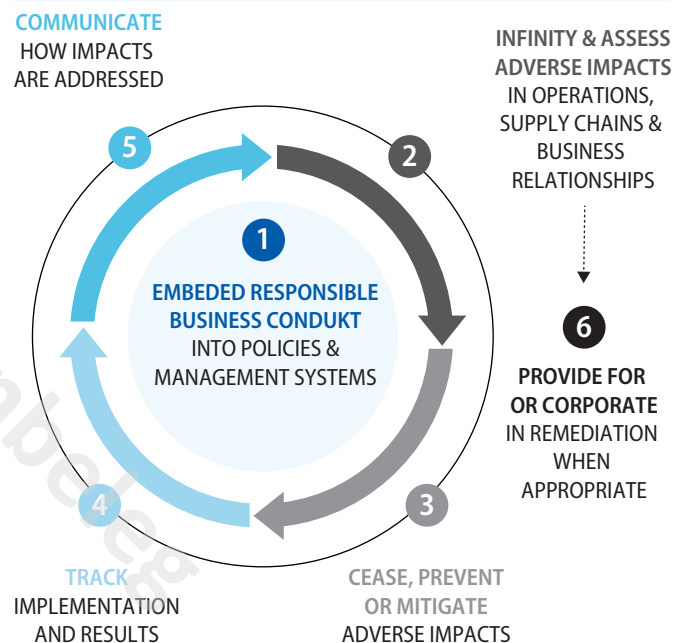 COMMUNICATE
HOW IMPACTS
ARE ADDRESSED
INFINITY & ASSESS
ADVERSE IMPACTS
IN OPERATIONS,
SUPPLY CHAINS &
BUSINESS
RELATIONSHIPS
5
2
1
EMBEDED RESPONSIBLE
BUSINESS CONDUKT
INTO POLICIES &
MANAGEMENT SYSTEMS
6
PROVIDE FOR
OR CORPORATE
IN REMEDIATION
WHEN
APPROPRIATE
4
3
TRACK
IMPLEMENTATION
AND RESULTS
CEASE, PREVENT
OR MITIGATE
ADVERSE IMPACTS